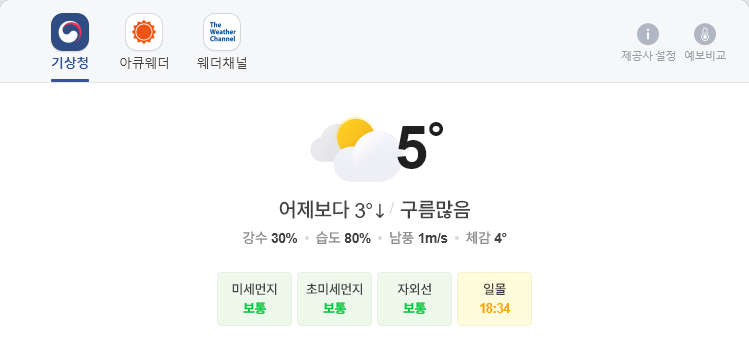 The
Weather
Channel
기상청 아큐웨더 웨더채널
제공사 설정 예보비교
5°
어제보다 3°↓ / 구름많음
강수 30% • 습도 80% • 남풍 1m/s • 체감 4°
미세먼지 초미세먼지 자외선 일몰
보통 보통 보통 18:34